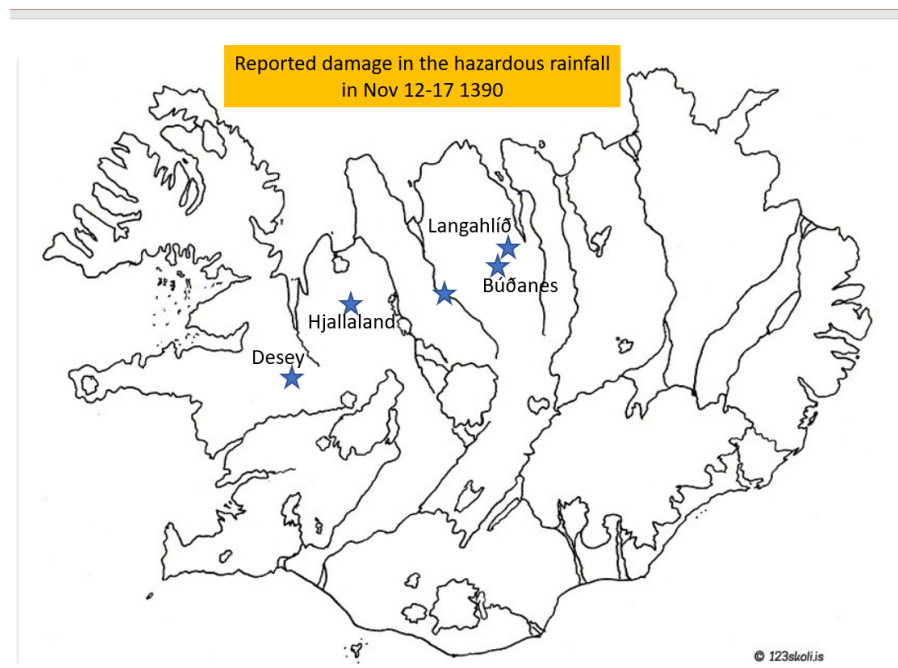 Reported damage in the hazardous rainfall
in Nov 12-17 1390
Langahlíð
Búðanes
Hjallaland
Desey
© 123skoli.is